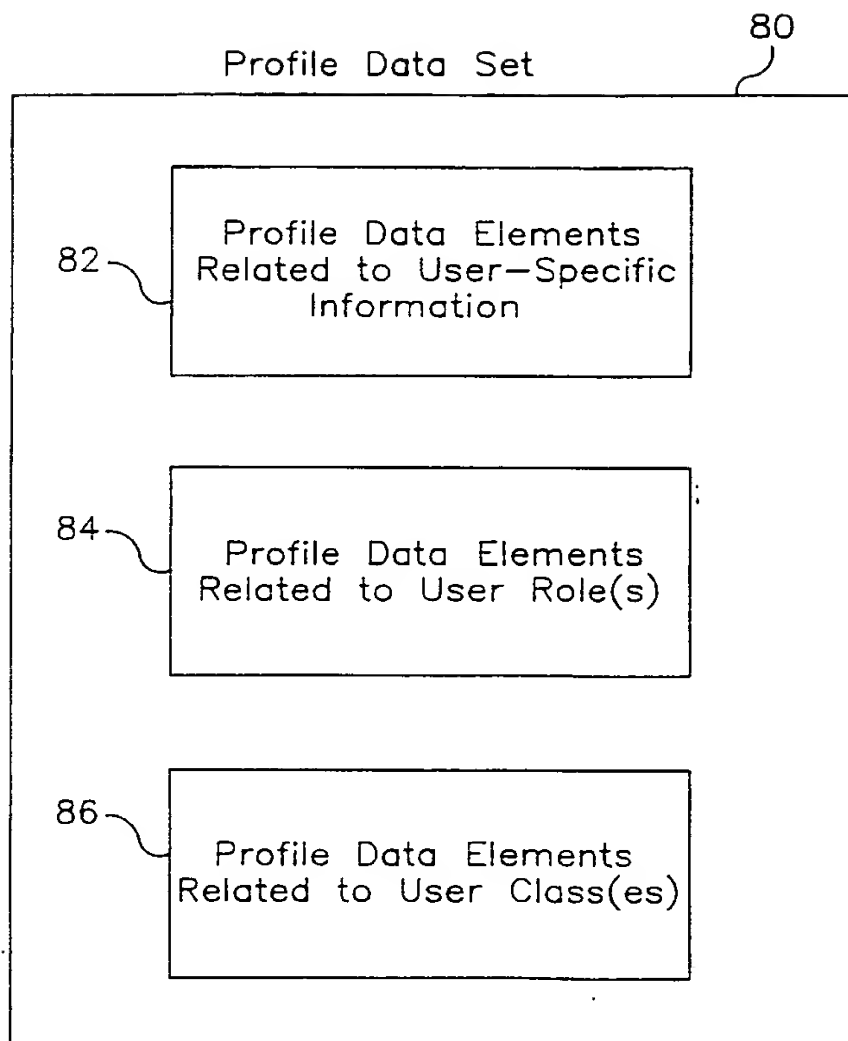 80
Profile Data Set
82
Profile Data Elements
Related to User-Specific
Information
84
Profile Data Elements
Related to User Role(s)
86
Profile Data Elements
Related to User Class(es)